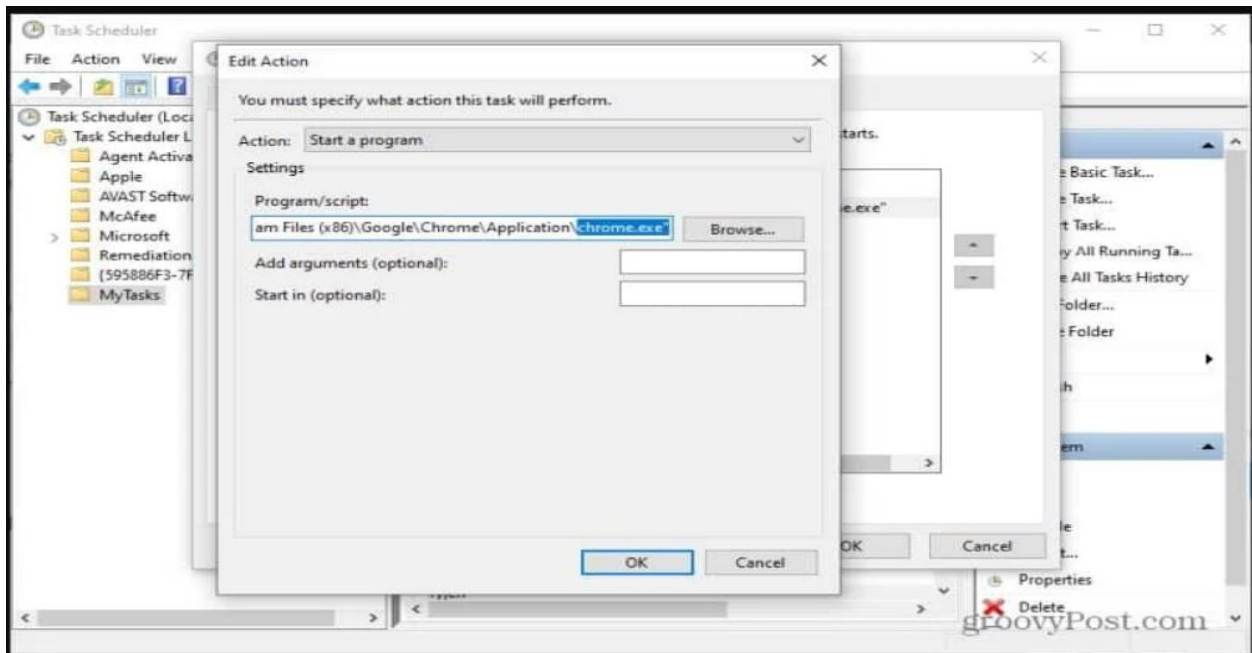 Task Scheduler
File Action View
Task Scheduler (Loca
Task Scheduler L
Agent Activa
Apple
AVAST Softwa
McAfee
Microsoft
Remediation
{595886F3-7F
MyTasks
Edit Action
You must specify what action this task will perform.
Action: Start a program
Settings
Program/script:
am Files (x86)\Google\Chrome\Application\chrome.exe"
Browse...
Add arguments (optional):
Start in (optional):
OK Cancel
tarts.
e.exe"
OK Cancel
e Basic Task...
e Task...
t Task...
y All Running Ta...
e All Tasks History
Folder...
e Folder
h
em
le
t...
Properties
Delete
groovyPost.com